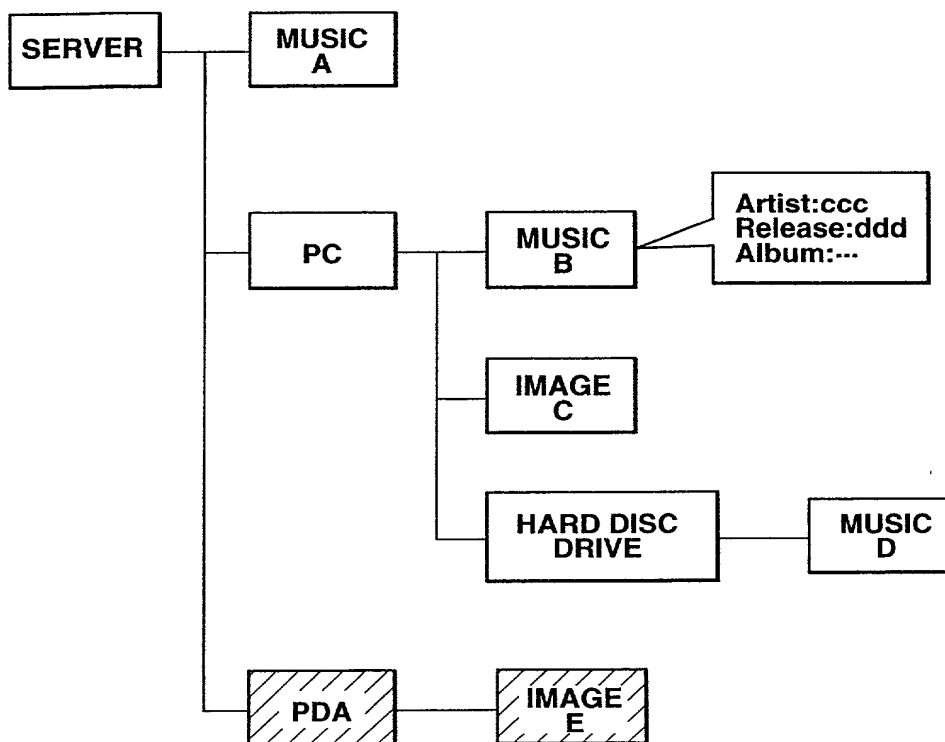 SERVER
MUSIC
A
PC
MUSIC
B
Artist:ccc
Release:ddd
Album:···
IMAGE
C
HARD DISC
DRIVE
MUSIC
D
PDA
IMAGE
E